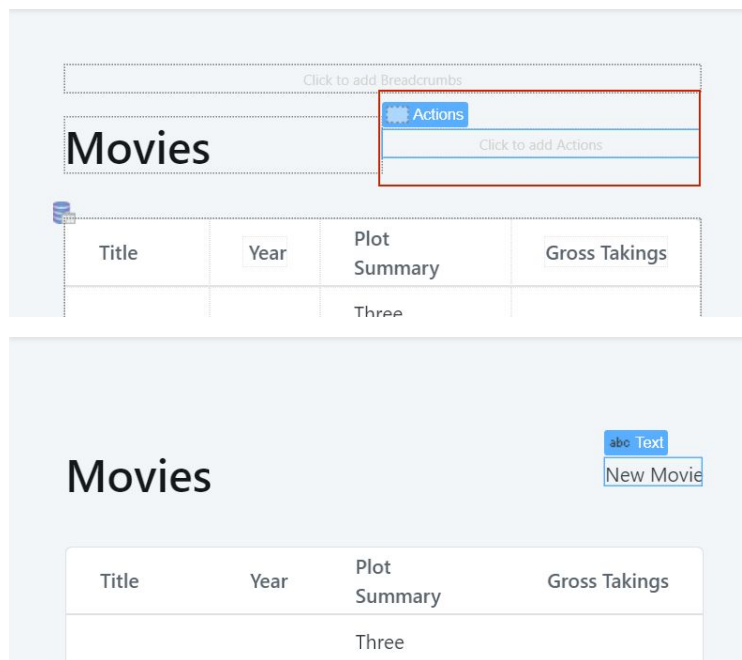 Click to add Breadcrumbs
Actions
Movies
Click to add Actions
Title
Year
Plot
Summary
Gross Takings
Three
abc Text
Movies
New Movie
Title
Year
Plot
Summary
Gross Takings
Three